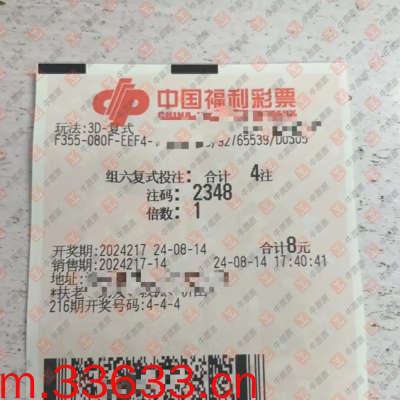 中国福利彩票
玩法:3D-复式
F355-080F-EEF4- 92765539/D0S05
组六复式投注: 合计 4注
注码: 2348
倍数: 1
开奖期:2024217 24-08-14 合计8元
销售期:2024217-14 24-08-14 17:40:41
地址:
216期开奖号码:4-4-4
m.33633.cn